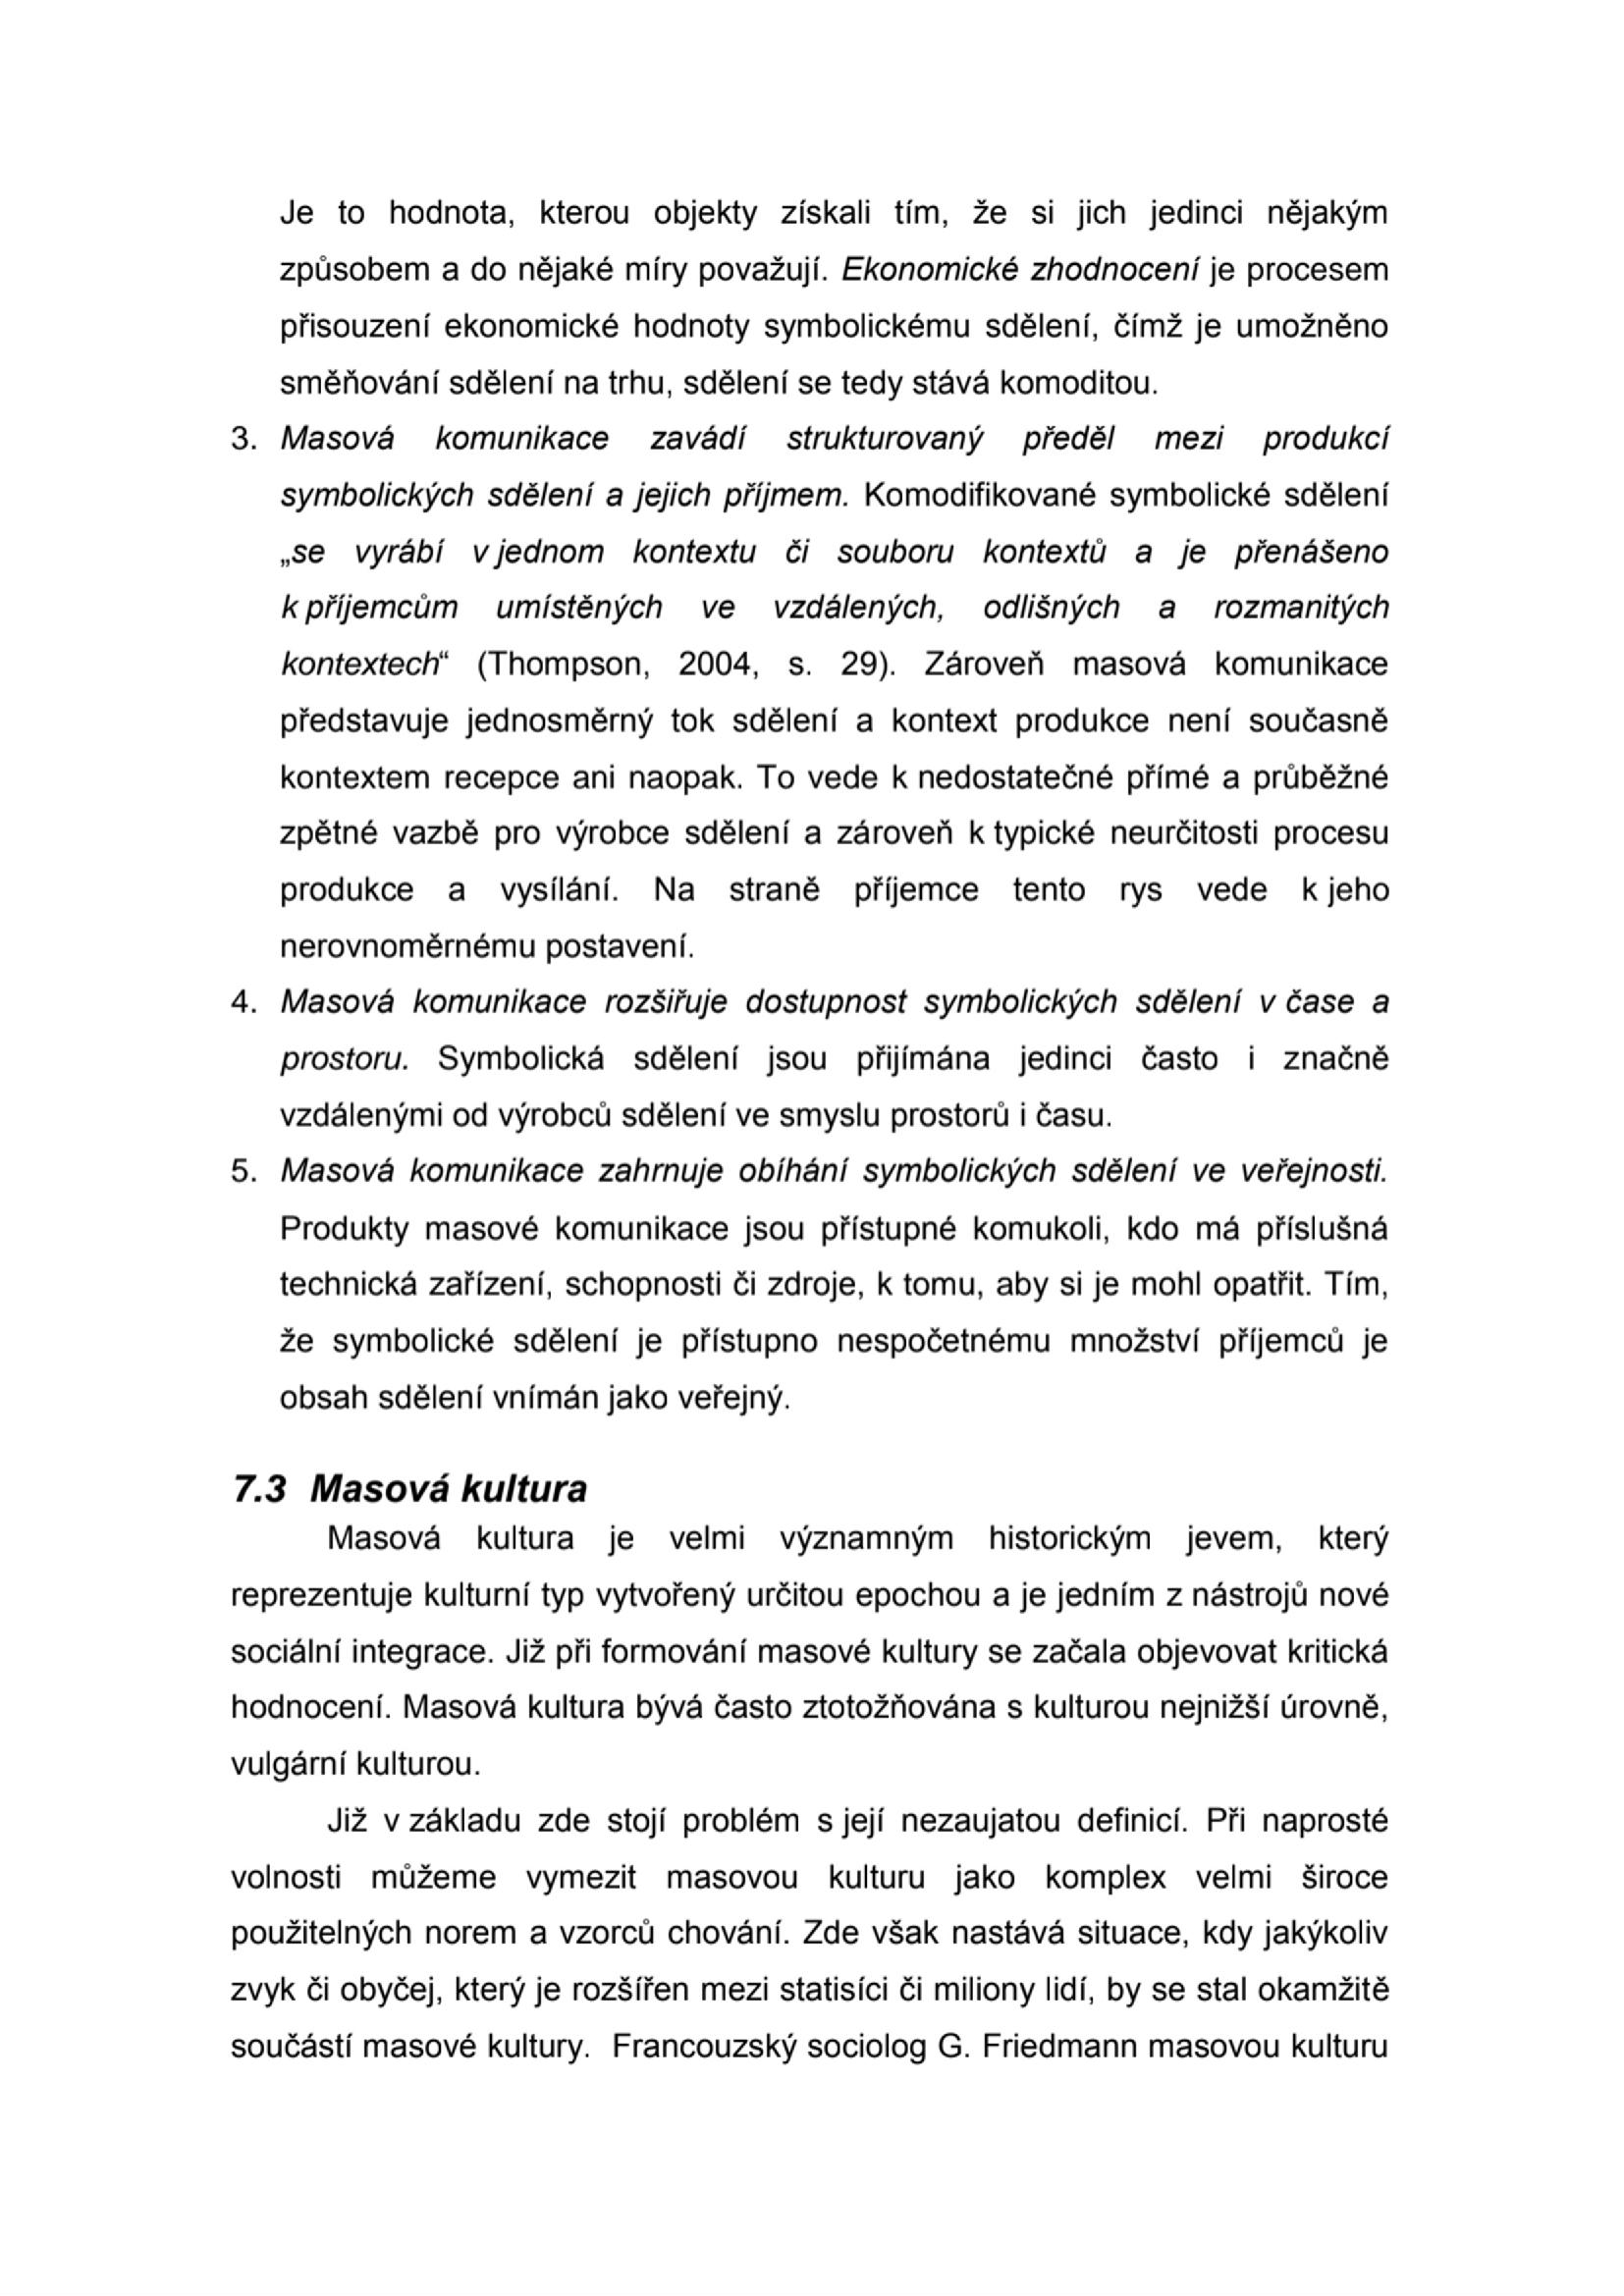 Je to hodnota, kterou objekty získali tím, že si jich jedinci nějakým
způsobem a do nějaké míry považují. Ekonomické zhodnocení je procesem
přisouzení ekonomické hodnoty symbolickému sdělení, čímž je umožněno
směňování sdělení na trhu, sdělení se tedy stává komoditou.
3. Masová komunikace zavádí strukturovaný předěl mezi produkcí
symbolických sdělení a jejich příjmem. Komodifikované symbolické sdělení
„se vyrábí v jednom kontextu či souboru kontextů a je přenášeno
k příjemcům umístěných ve vzdálených, odlišných a rozmanitých
kontextech“ (Thompson, 2004, s. 29). Zároveň masová komunikace
představuje jednosměrný tok sdělení a kontext produkce není současně
kontextem recepce ani naopak. To vede k nedostatečné přímé a průběžné
zpětné vazbě pro výrobce sdělení a zároveň k typické neurčitosti procesu
produkce a vysílání. Na straně příjemce tento rys vede k jeho
nerovnoměrnému postavení.
4. Masová komunikace rozšiřuje dostupnost symbolických sdělení v čase a
prostoru. Symbolická sdělení jsou přijímána jedinci často i značně
vzdálenými od výrobců sdělení ve smyslu prostorů i času.
5. Masová komunikace zahrnuje obíhání symbolických sdělení ve veřejnosti.
Produkty masové komunikace jsou přístupné komukoli, kdo má příslušná
technická zařízení, schopnosti či zdroje, k tomu, aby si je mohl opatřit. Tím,
že symbolické sdělení je přístupno nespočetnému množství příjemců je
obsah sdělení vnímán jako veřejný.
7.3 Masová kultura
Masová kultura je velmi významným historickým jevem, který
reprezentuje kulturní typ vytvořený určitou epochou a je jedním z nástrojů nové
sociální integrace. Již při formování masové kultury se začala objevovat kritická
hodnocení. Masová kultura bývá často ztotožňována s kulturou nejnižší úrovně,
vulgární kulturou.
Již v základu zde stojí problém s její nezaujatou definicí. Při naprosté
volnosti můžeme vymezit masovou kulturu jako komplex velmi široce
použitelných norem a vzorců chování. Zde však nastává situace, kdy jakýkoliv
zvyk či obyčej, který je rozšířen mezi statisíci či miliony lidí, by se stal okamžitě
součástí masové kultury. Francouzský sociolog G. Friedmann masovou kulturu